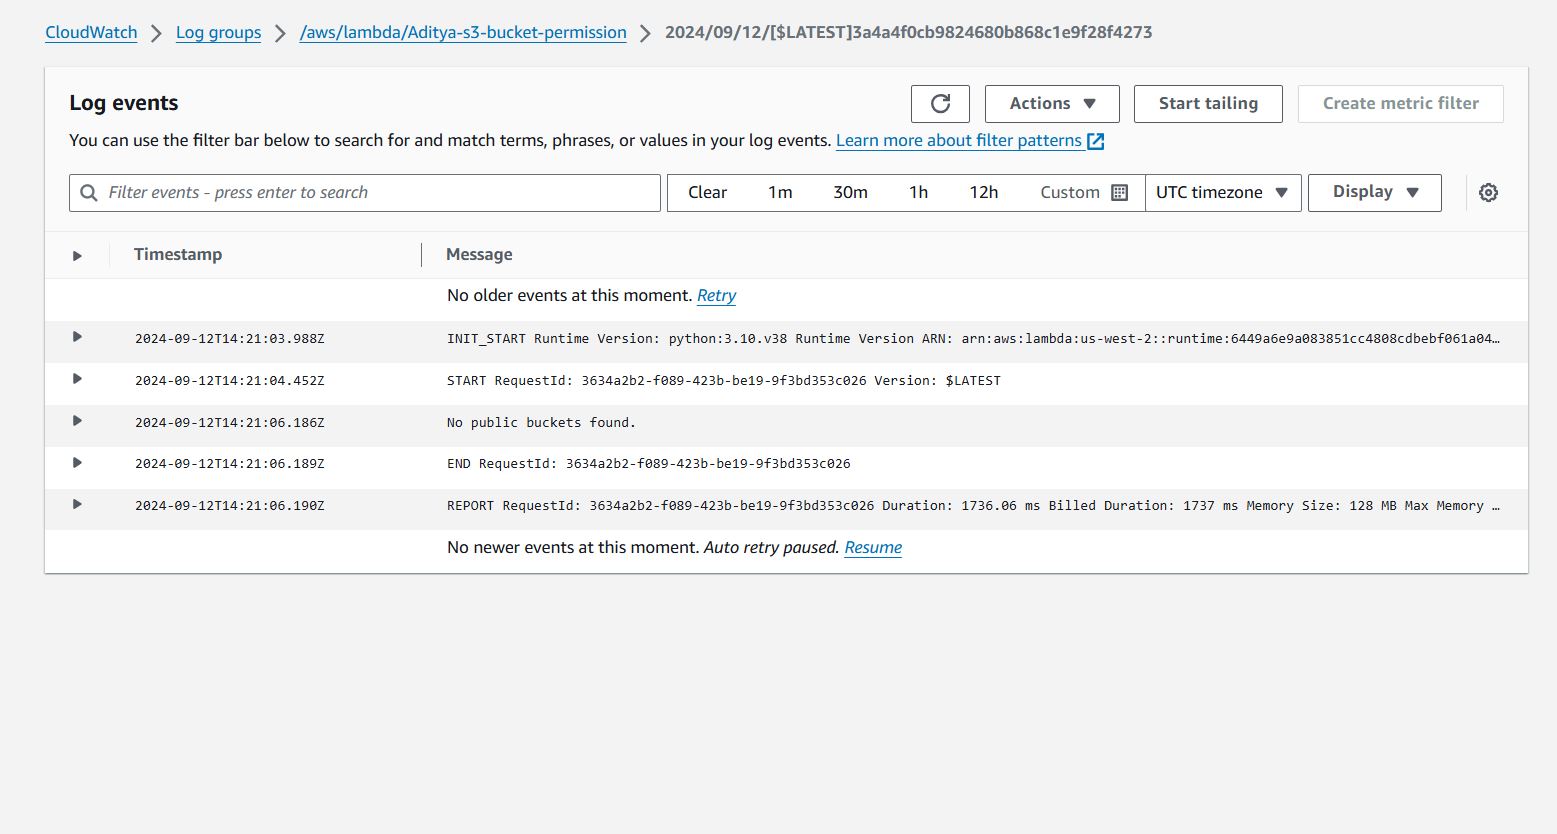 CloudWatch > Log groups > /aws/lambda/Aditya-s3-bucket-permission > 2024/09/12/[$LATEST]3a4a4f0cb9824680b868c1e9f28f4273
Log events
Actions
Start tailing
Create metric filter
You can use the filter bar below to search for and match terms, phrases, or values in your log events. Learn more about filter patterns
Filter events - press enter to search
Clear 1m 30m 1h 12h Custom UTC timezone Display
Timestamp Message
No older events at this moment. Retry
2024-09-12T14:21:03.988Z INIT_START Runtime Version: python:3.10.v38 Runtime Version ARN: arn:aws:lambda:us-west-2::runtime:6449a6e9a083851cc4808cdbebf061a04…
2024-09-12T14:21:04.452Z START RequestId: 3634a2b2-f089-423b-be19-9f3bd353c026 Version: $LATEST
2024-09-12T14:21:06.186Z No public buckets found.
2024-09-12T14:21:06.189Z END RequestId: 3634a2b2-f089-423b-be19-9f3bd353c026
2024-09-12T14:21:06.190Z REPORT RequestId: 3634a2b2-f089-423b-be19-9f3bd353c026 Duration: 1736.06 ms Billed Duration: 1737 ms Memory Size: 128 MB Max Memory …
No newer events at this moment. Auto retry paused. Resume